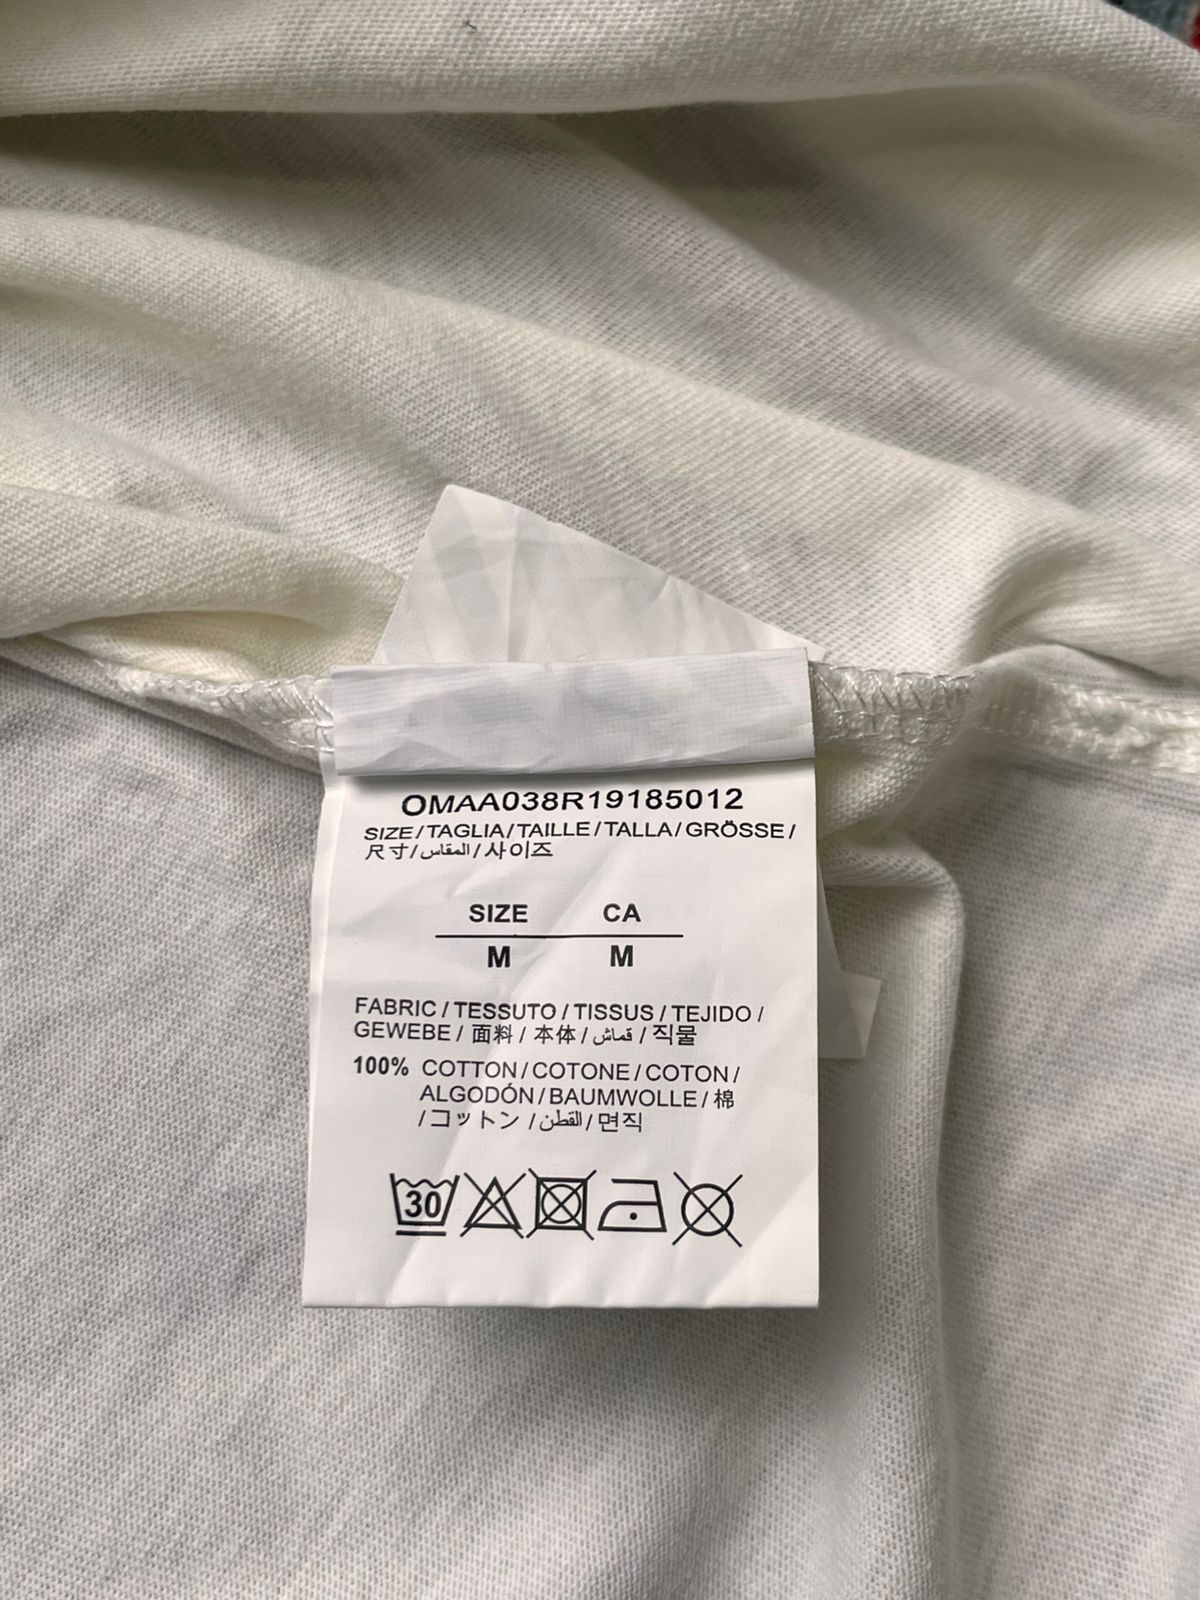 OMAA038R19185012
SIZE/TAGLIA/TAILLE/TALLA/GRÖSSE/
尺寸/المقاس/사이즈
SIZE CA
M M
FABRIC/TESSUTO/TISSUS/TEJIDO/
GEWEBE/面料/本体/قماش/직물
100% COTTON/COTONE/COTON/
ALGODÓN/BAUMWOLLE/棉
/コットン/القطن/면직
30